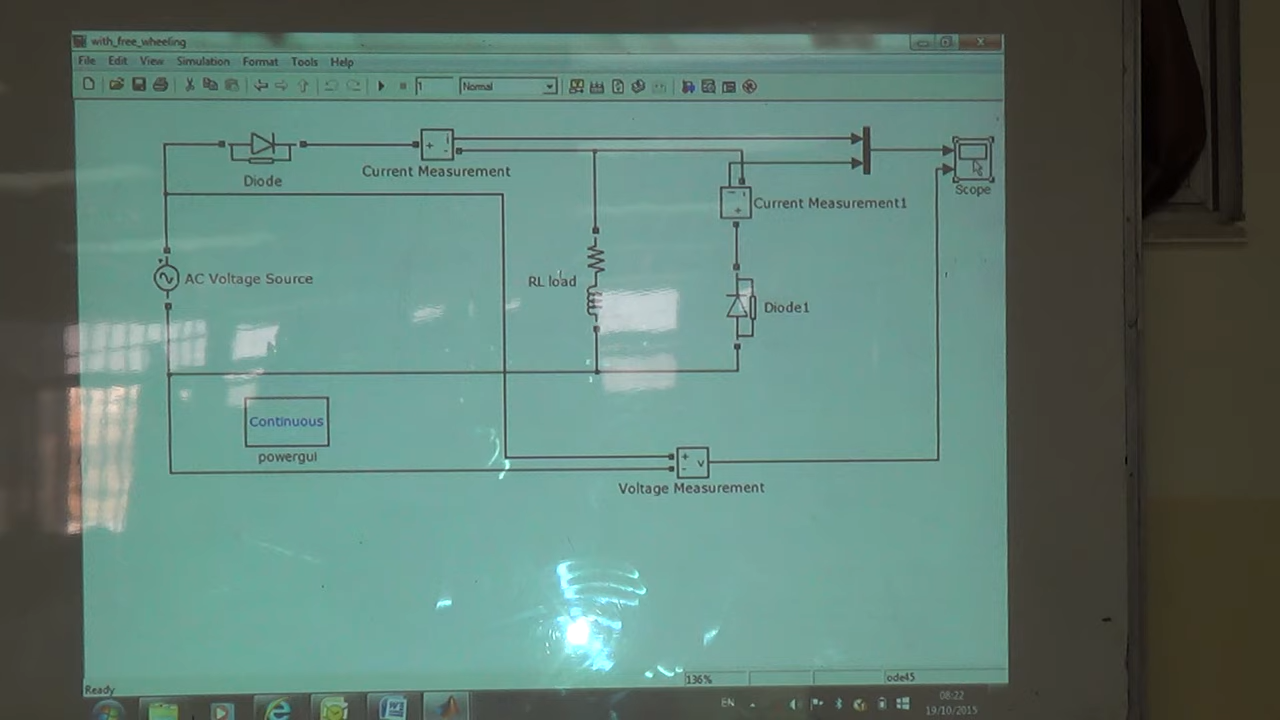 with_free_wheeling
File Edit View Simulation Format Tools Help
1 Normal
Diode
Current Measurement
Scope
Current Measurement1
AC Voltage Source
RL load
Diode1
Continuous
powergui
Voltage Measurement
Ready
136%
ode45
EN
08:22
19/10/2015